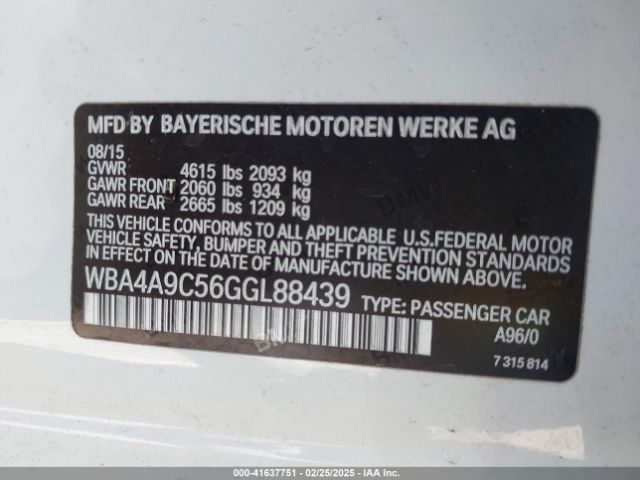 MFD BY BAYERISCHE MOTOREN WERKE AG
08/15
GVWR 4615 lbs 2093 kg
GAWR FRONT 2060 lbs 934 kg
GAWR REAR 2665 lbs 1209 kg
THIS VEHICLE CONFORMS TO ALL APPLICABLE U.S.FEDERAL MOTOR
VEHICLE SAFETY, BUMPER AND THEFT PREVENTION STANDARDS
IN EFFECT ON THE DATE OF MANUFACTURE SHOWN ABOVE.
WBA4A9C56GGL88439 TYPE: PASSENGER CAR
A96/0
7 315 814
000-41637751 — 02/25/2025 — IAAI.COM